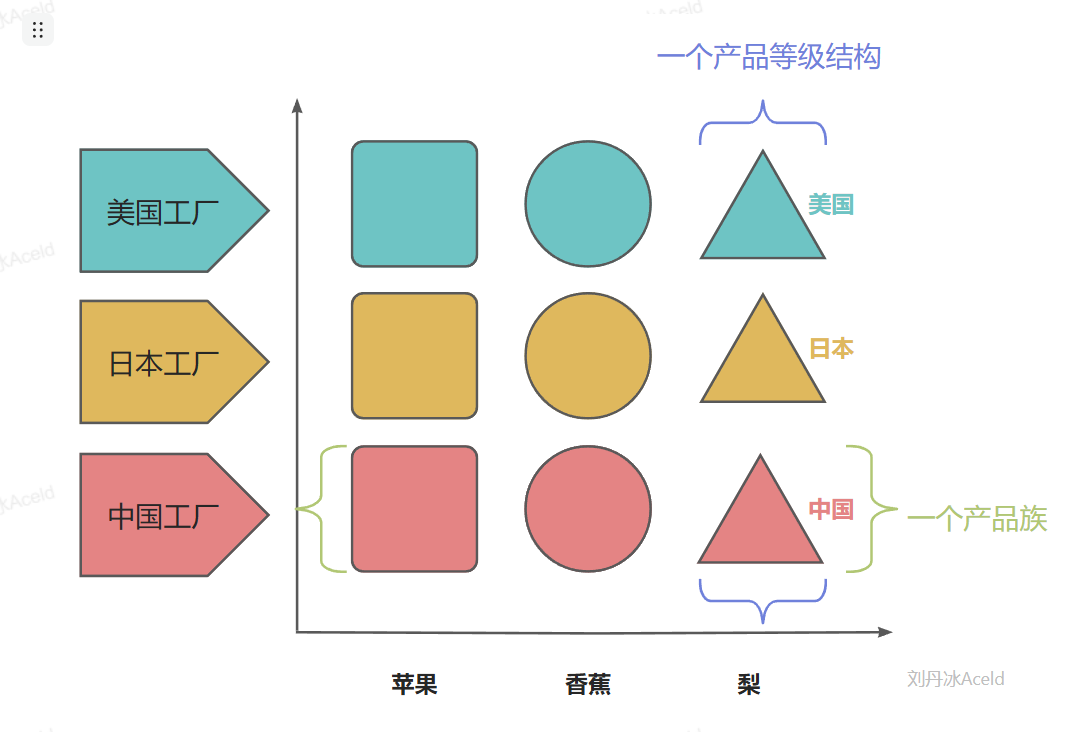 一个产品等级结构
美国工厂
美国
日本工厂
日本
中国工厂
中国
一个产品族
苹果
香蕉
梨
刘丹冰Aceld